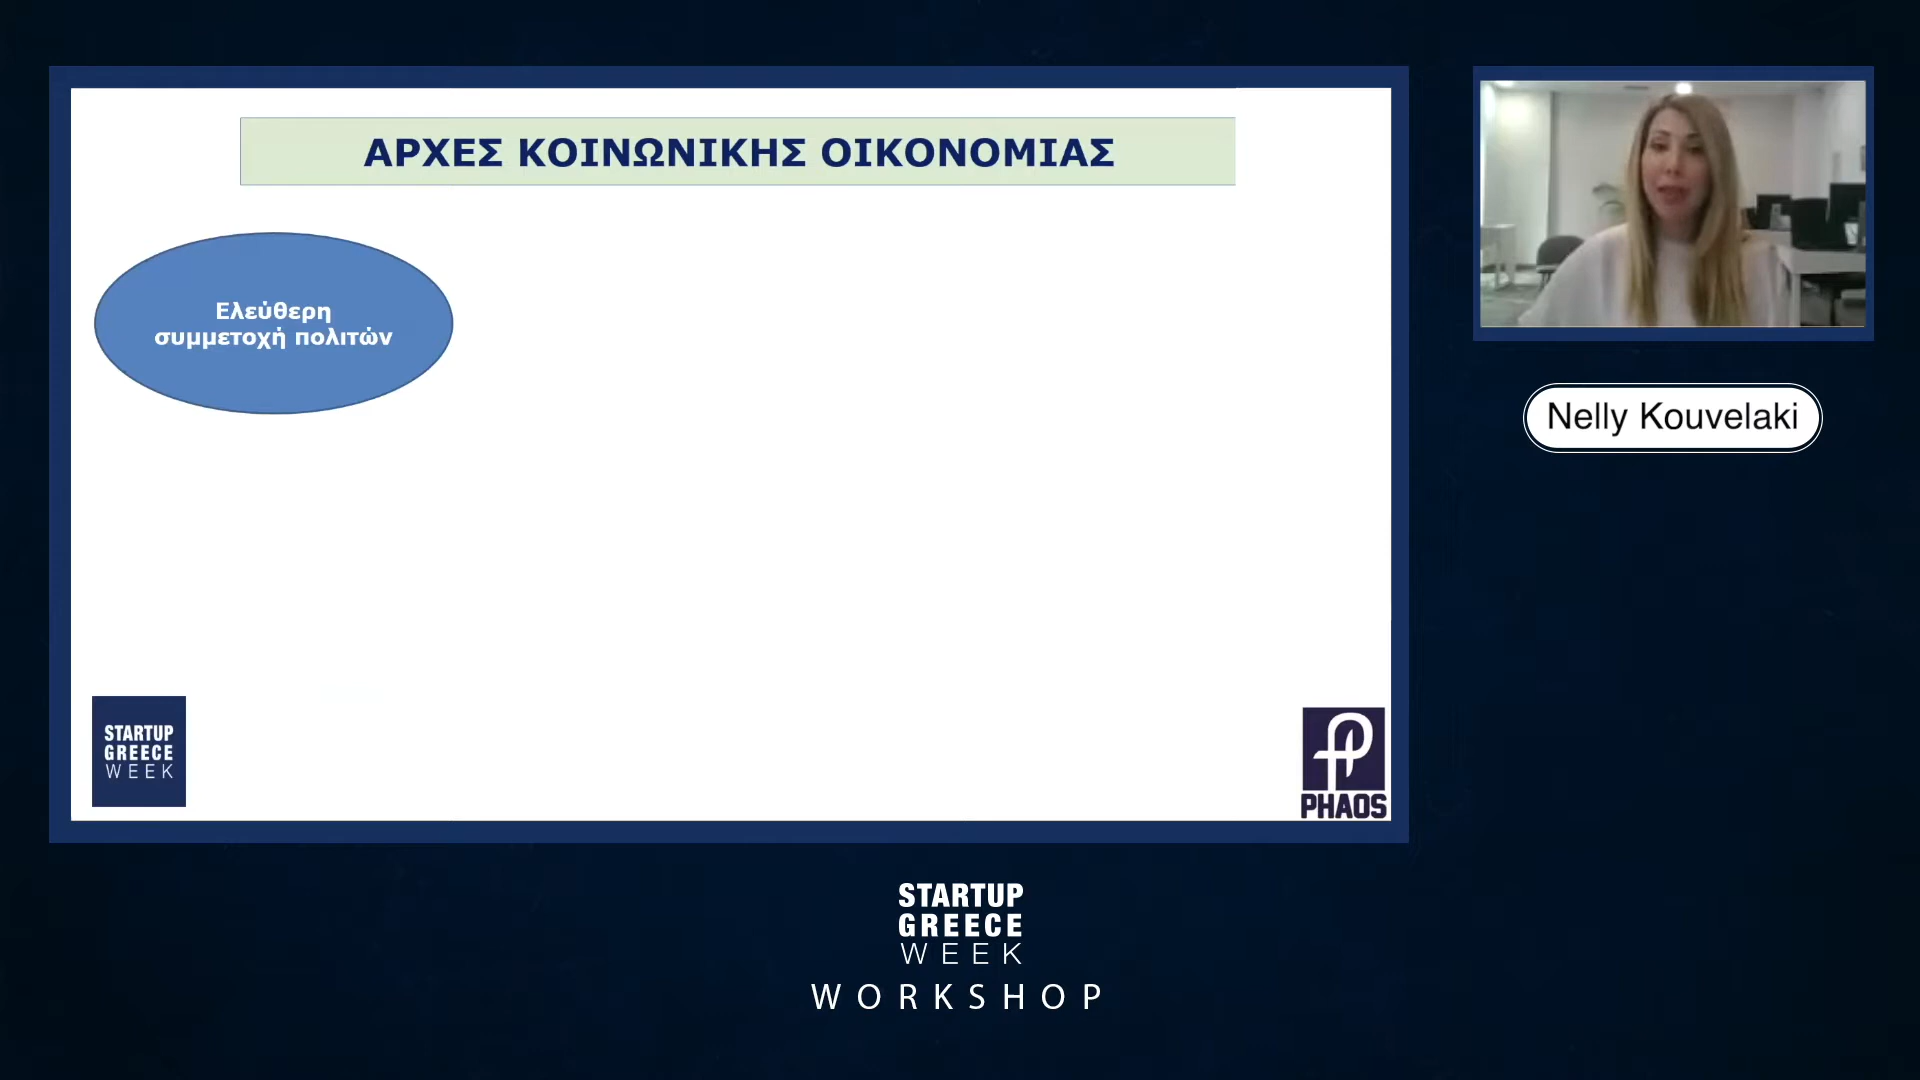 ΑΡΧΕΣ ΚΟΙΝΩΝΙΚΗΣ ΟΙΚΟΝΟΜΙΑΣ
Ελεύθερη
συμμετοχή πολιτών
STARTUP
GREECE
WEEK
PHAOS
Nelly Kouvelaki
STARTUP
GREECE
WEEK
WORKSHOP